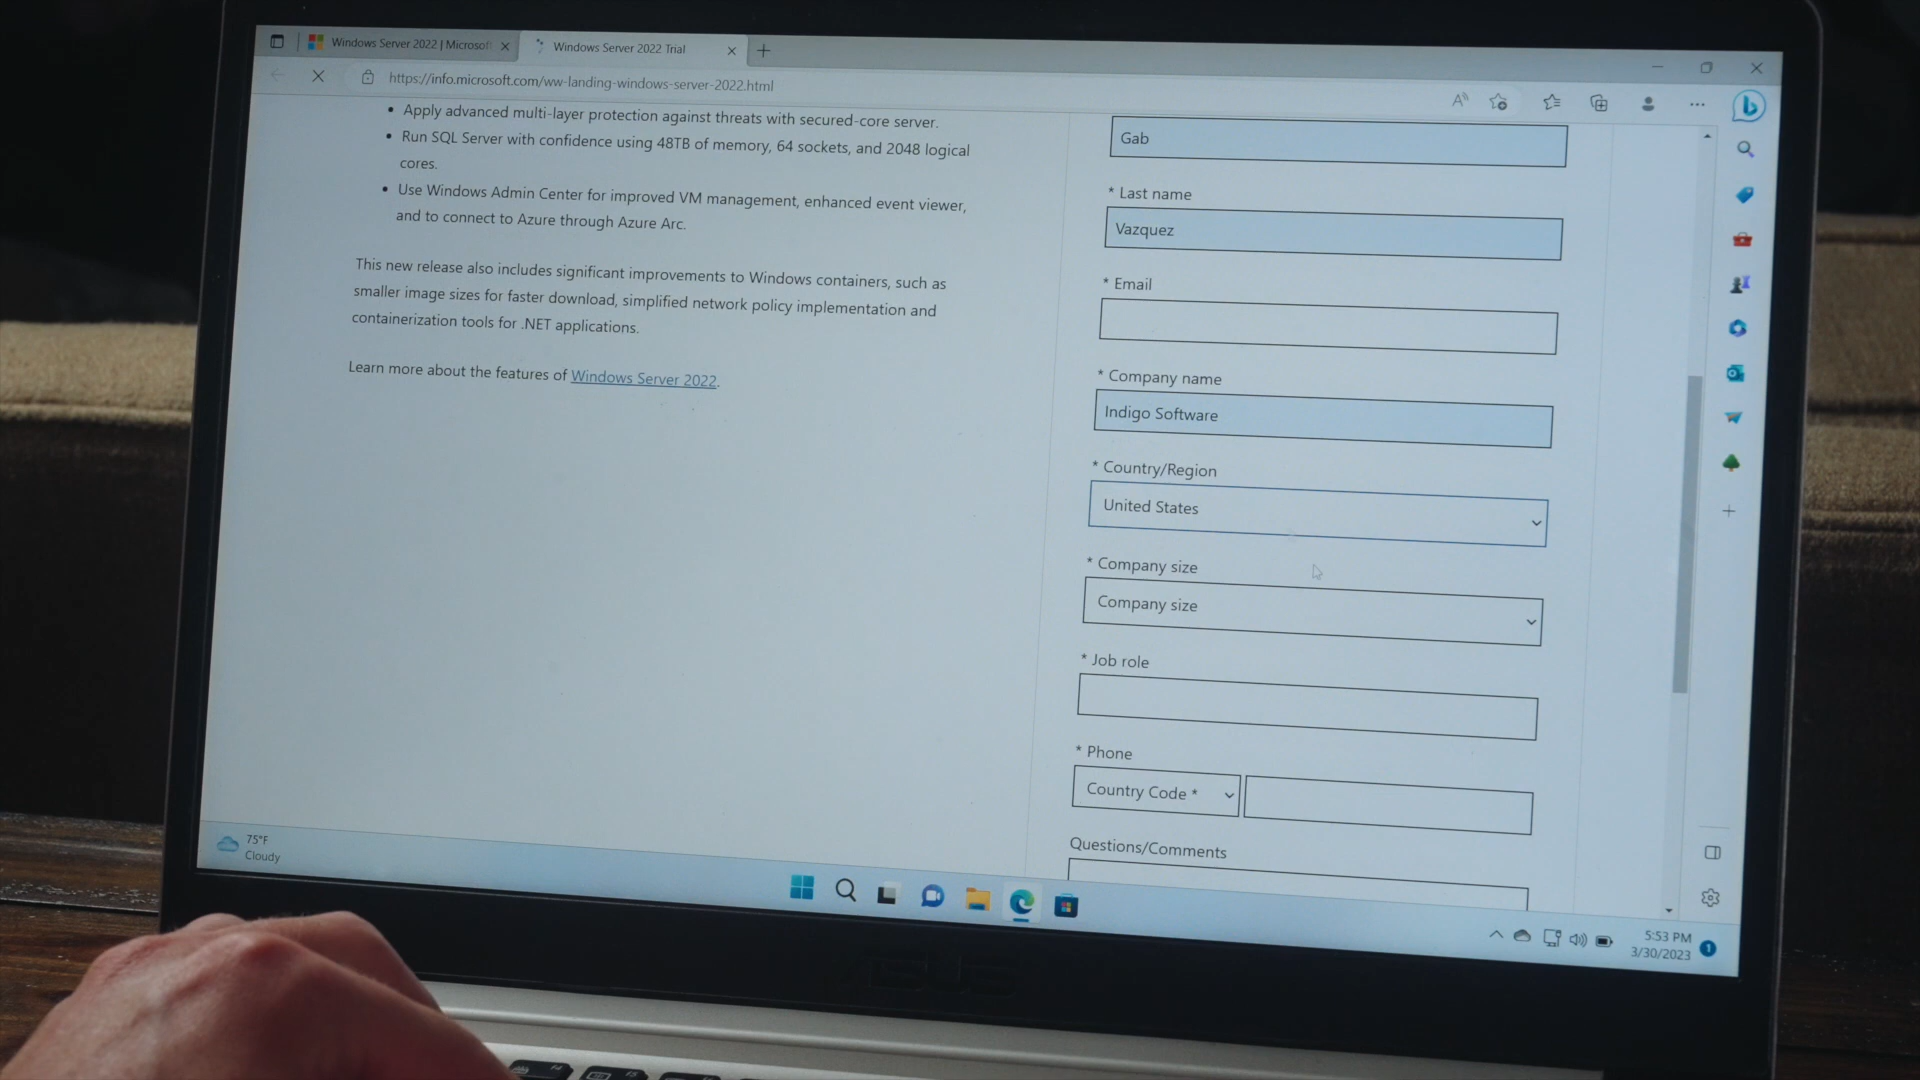 Windows Server 2022 | Microsoft
Windows Server 2022 Trial
https://info.microsoft.com/ww-landing-windows-server-2022.html
• Apply advanced multi-layer protection against threats with secured-core server.
• Run SQL Server with confidence using 48TB of memory, 64 sockets, and 2048 logical
cores.
• Use Windows Admin Center for improved VM management, enhanced event viewer,
and to connect to Azure through Azure Arc.
This new release also includes significant improvements to Windows containers, such as
smaller image sizes for faster download, simplified network policy implementation and
containerization tools for .NET applications.
Learn more about the features of Windows Server 2022.
Gab
* Last name
Vazquez
* Email
* Company name
Indigo Software
* Country/Region
United States
* Company size
Company size
* Job role
* Phone
Country Code *
Questions/Comments
75°F
Cloudy
5:53 PM
3/30/2023
1
ASUS